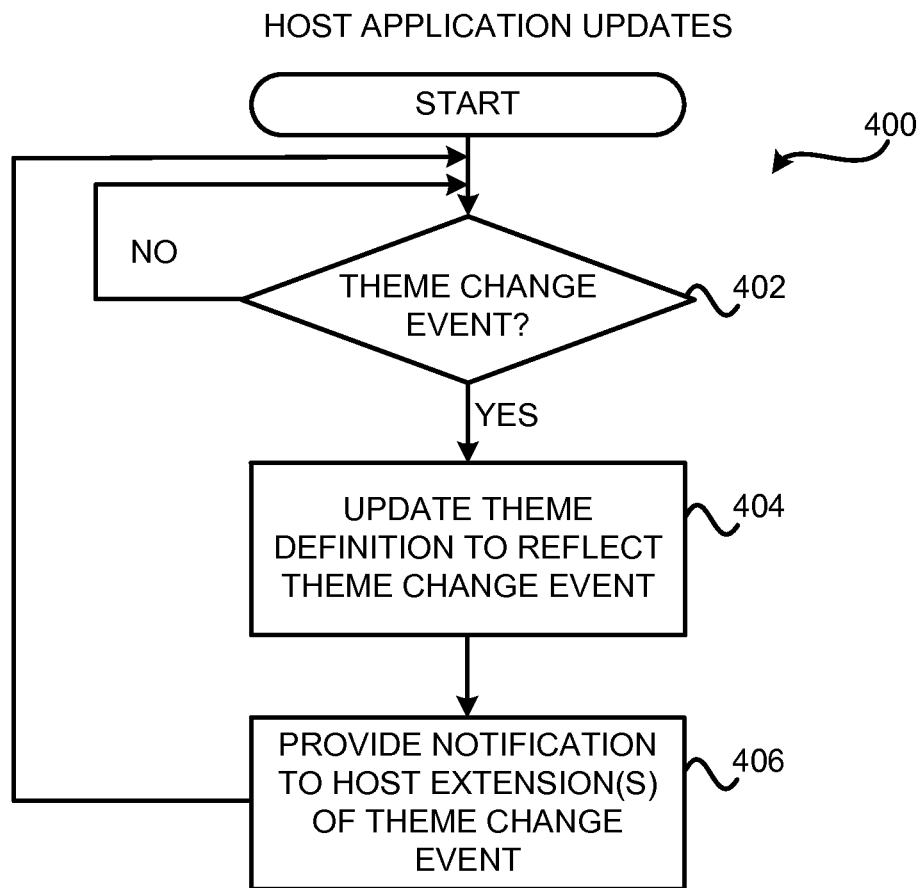 HOST APPLICATION UPDATES
START
400
NO
THEME CHANGE
EVENT?
402
YES
UPDATE THEME
DEFINITION TO REFLECT
THEME CHANGE EVENT
404
PROVIDE NOTIFICATION
TO HOST EXTENSION(S)
OF THEME CHANGE
EVENT
406